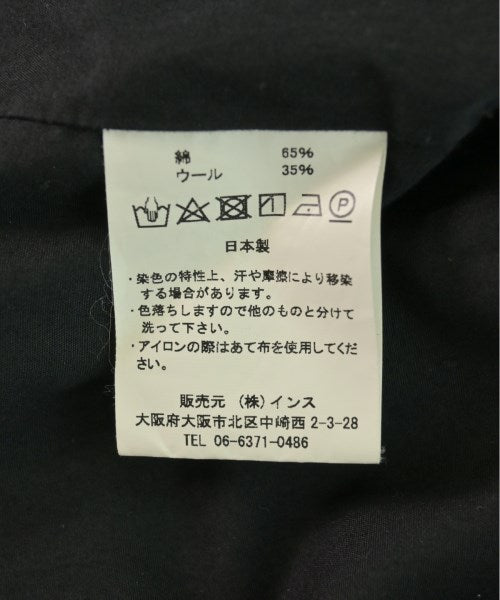 綿 65%
ウール 35%
P
日本製
・染色の特性上、汗や摩擦により移染
する場合があります。
・色落ちしますので他のものと分けて
洗って下さい。
・アイロンの際はあて布を使用してくだ
さい。
販売元 (株)インス
大阪府大阪市北区中崎西2-3-28
TEL 06-6371-0486